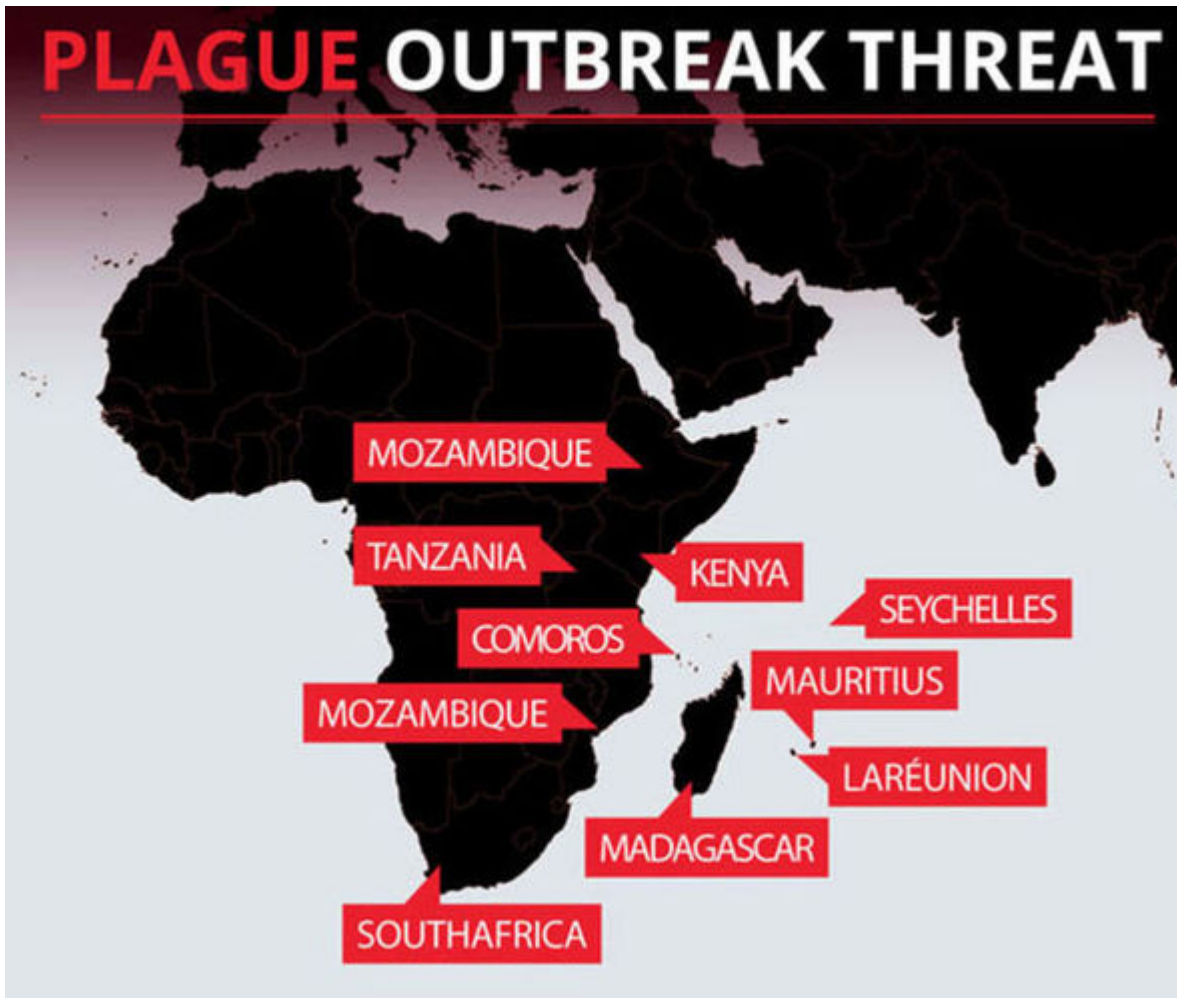 PLAGUE OUTBREAK THREAT
MOZAMBIQUE
TANZANIA
KENYA
SEYCHELLES
COMOROS
MAURITIUS
MOZAMBIQUE
LARÉUNION
MADAGASCAR
SOUTHAFRICA